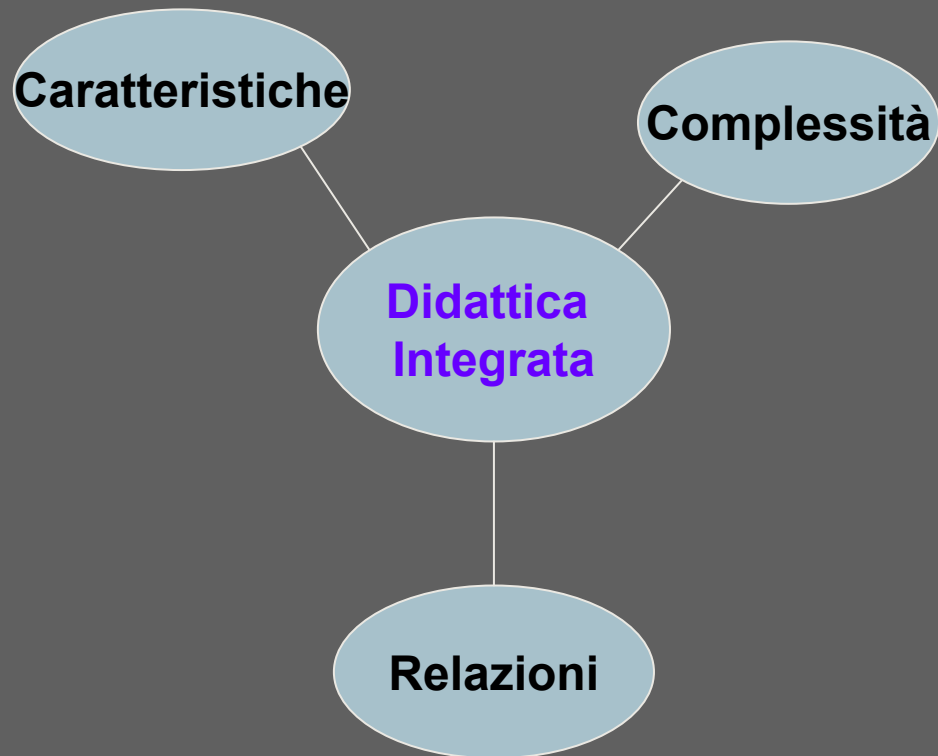 Caratteristiche
Complessità
Didattica
Integrata
Relazioni